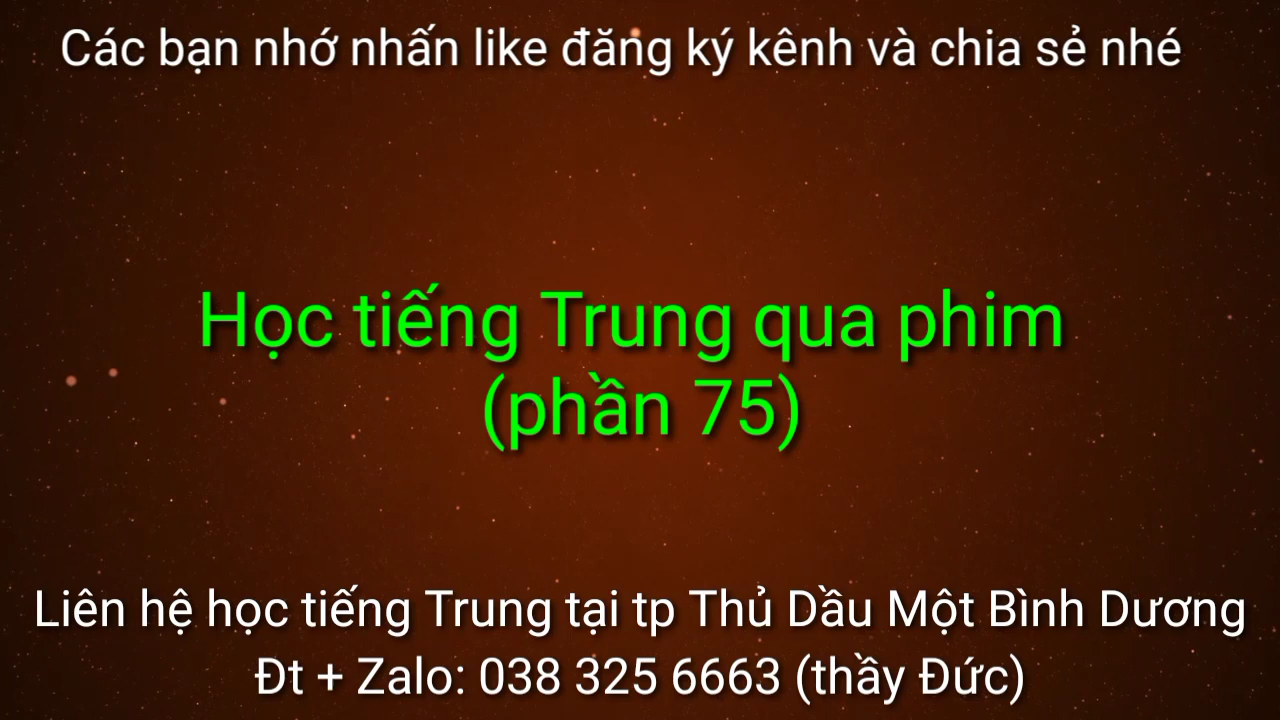 Các bạn nhớ nhấn like đăng ký kênh và chia sẻ nhé
Học tiếng Trung qua phim
(phần 75)
Liên hệ học tiếng Trung tại tp Thủ Dầu Một Bình Dương
Đt + Zalo: 038 325 6663 (thầy Đức)